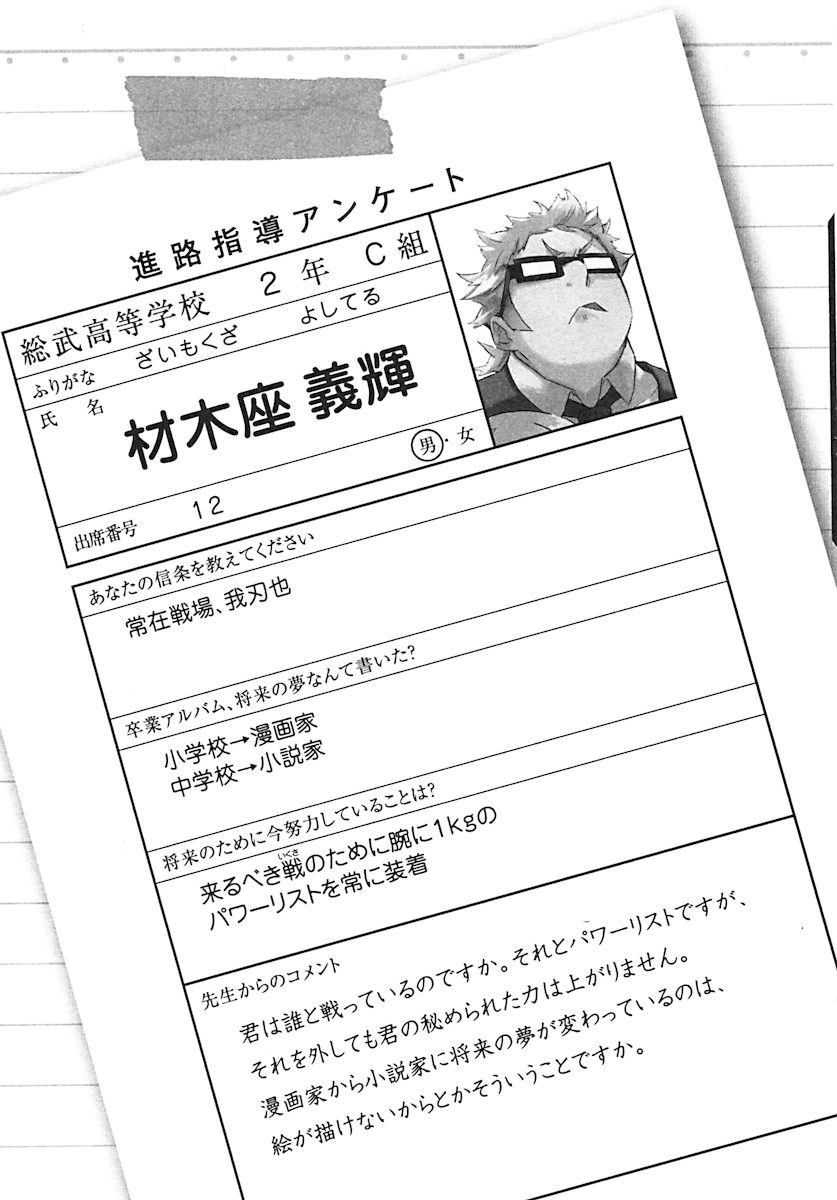 進路指導アンケート
総武高等学校 2年 C組
ふりがな ざいもくざ よしてる
氏 名 材木座 義輝
男・女
出席番号 12
あなたの信条を教えてください
常在戦場、我刃也
卒業アルバム、将来の夢なんて書いた?
小学校→漫画家
中学校→小説家
将来のために今努力していることは?
いくさ
来るべき戦のために腕に1kgの
パワーリストを常に装着
先生からのコメント
君は誰と戦っているのですか。それとパワーリストですが、
それを外しても君の秘められた力は上がりません。
漫画家から小説家に将来の夢が変わっているのは、
絵が描けないからとかそういうことですか。